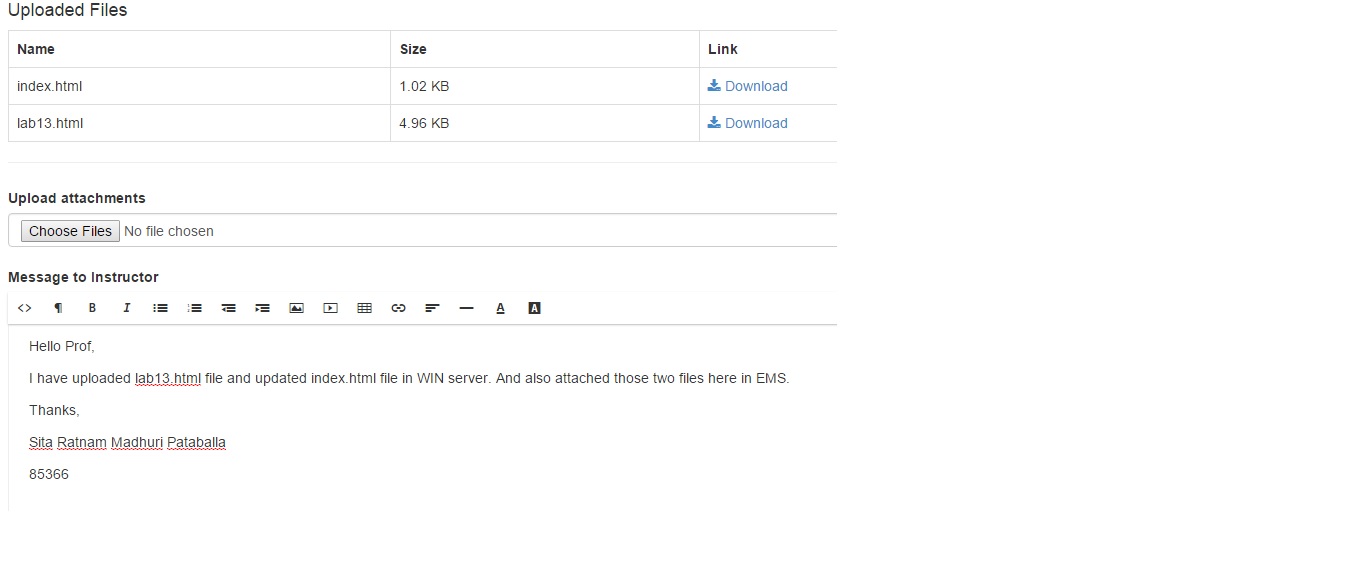 Uploaded Files
Name Size Link
index.html 1.02 KB Download
lab13.html 4.96 KB Download
Upload attachments
Choose Files No file chosen
Message to Instructor
<> ¶ B I A A
Hello Prof,
I have uploaded lab13.html file and updated index.html file in WIN server. And also attached those two files here in EMS.
Thanks,
Sita Ratnam Madhuri Pataballa
85366